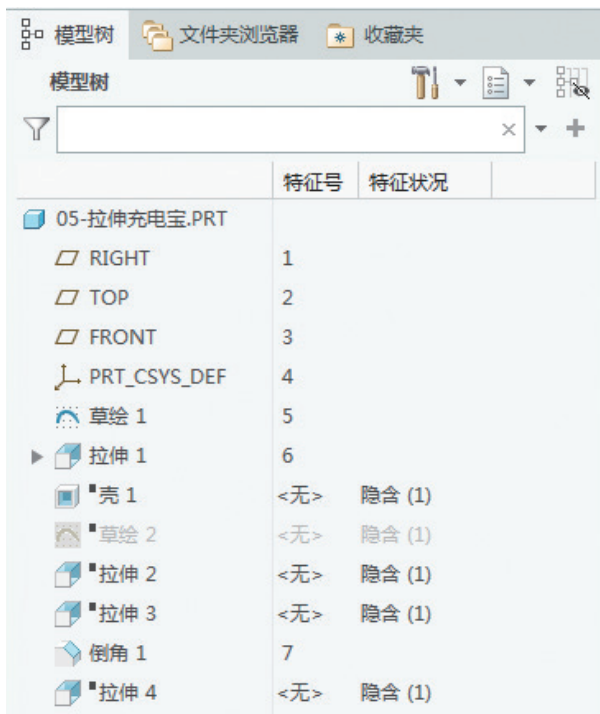 模型树 文件夹浏览器 收藏夹
模型树
特征号 特征状况
05-拉伸充电宝.PRT
RIGHT 1
TOP 2
FRONT 3
PRT_CSYS_DEF 4
草绘 1 5
拉伸 1 6
壳 1 <无> 隐含 (1)
草绘 2 <无> 隐含 (1)
拉伸 2 <无> 隐含 (1)
拉伸 3 <无> 隐含 (1)
倒角 1 7
拉伸 4 <无> 隐含 (1)